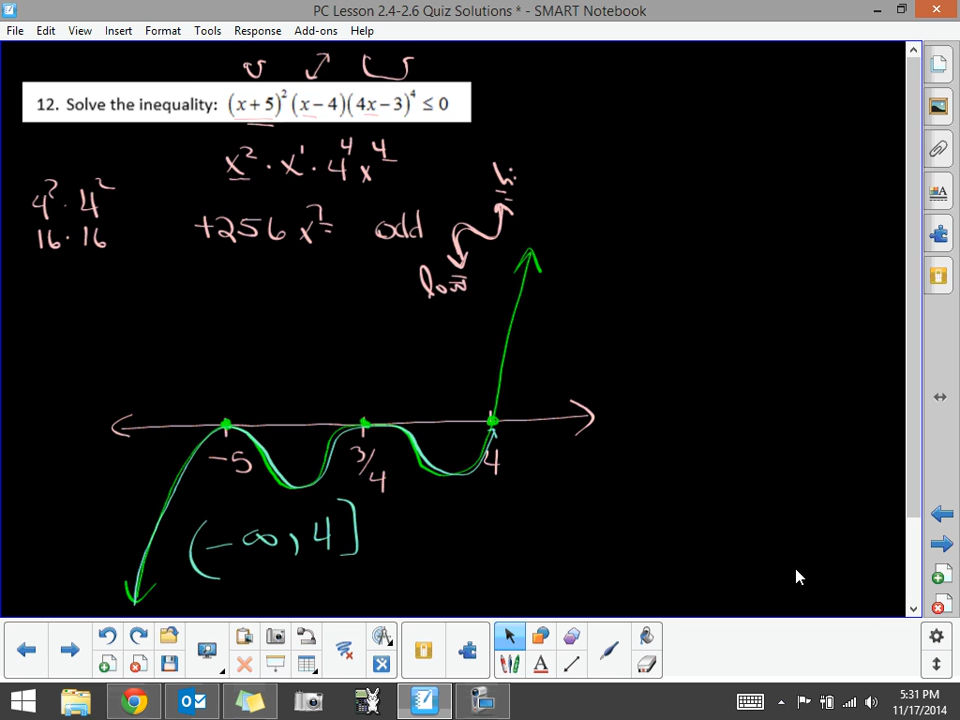 PC Lesson 2.4-2.6 Quiz Solutions * - SMART Notebook
File Edit View Insert Format Tools Response Add-ons Help
12. Solve the inequality: (x+5)²(x−4)(4x−3)⁴ ≤ 0
x² · x¹ · 4⁴x⁴
4² · 4²
16 · 16
+256x⁷ odd
hi
low
-5 3/4 4
(-∞, 4]
5:31 PM
11/17/2014